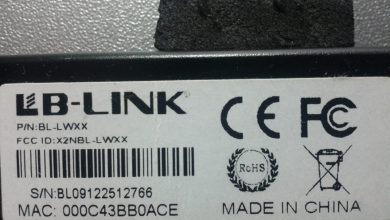 LB-LINK
P/N:BL-LWXX
FCC ID:X2NBL-LWXX
CE FC
RoHS
MADE IN CHINA
S/N:BL09122512766
MAC: 000C43BB0ACE